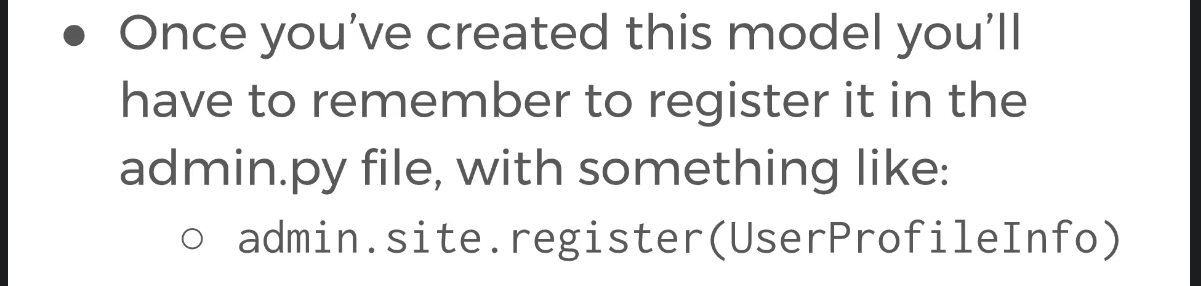 ● Once you’ve created this model you’ll
have to remember to register it in the
admin.py file, with something like:
○ admin.site.register(UserProfileInfo)